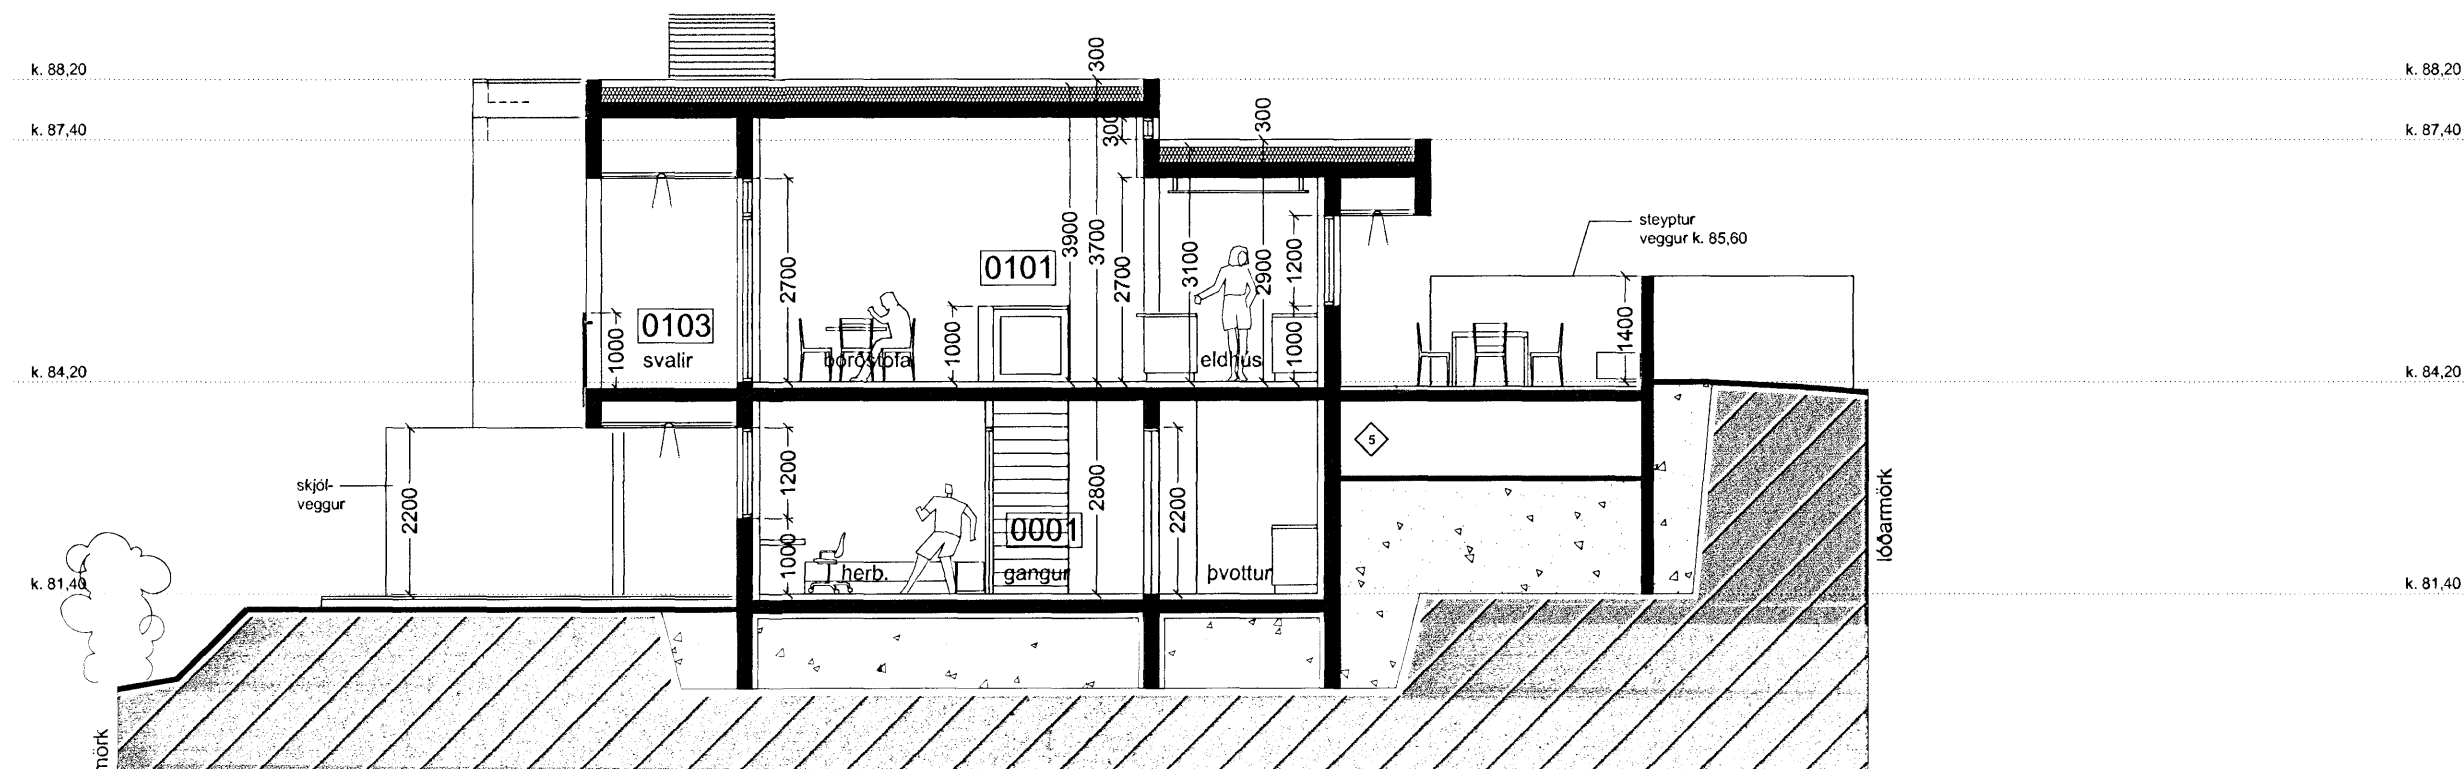 k. 88,20
300
k. 88,20
k. 87,40
300
300
k. 87,40
steyptur
veggur k. 85,60
2700
3900
3700
2700
3100
2900
1200
0101
0103
svalir
1000
borðstofa
1000
eldhús
1000
1400
k. 84,20
k. 84,20
skjól-
veggur
2200
1200
1000
herb.
0001
gangur
2800
2200
þvottur
5
lóðarmörk
k. 81,40
k. 81,40
mörk